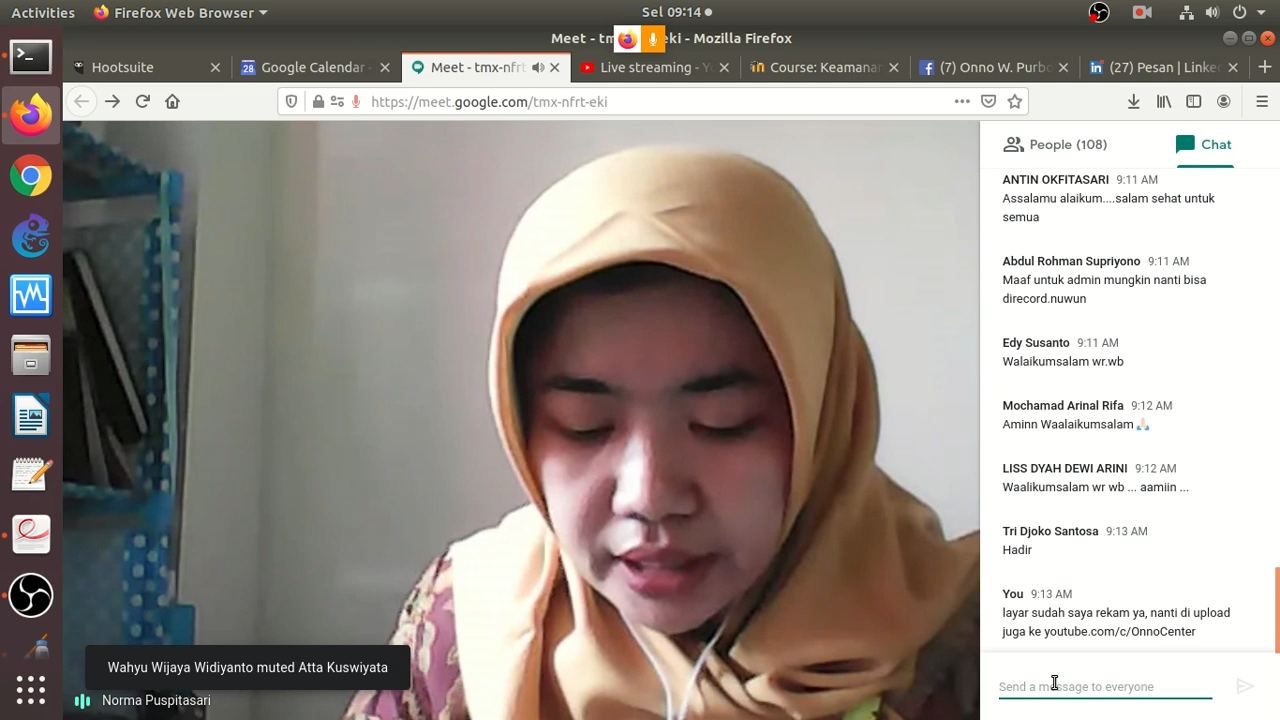 Activities
Firefox Web Browser
Sel 09:14
Meet - eki - Mozilla Firefox
Hootsuite
Google Calendar -
Meet - tmx-nfrt-
Live streaming -
Course: Keamana
(7) Onno W. Purb
(27) Pesan | Linke
https://meet.google.com/tmx-nfrt-eki
People (108)
Chat
ANTIN OKFITASARI 9:11 AM
Assalamu alaikum....salam sehat untuk
semua
Abdul Rohman Supriyono 9:11 AM
Maaf untuk admin mungkin nanti bisa
direcord.nuwun
Edy Susanto 9:11 AM
Walaikumsalam wr.wb
Mochamad Arinal Rifa 9:12 AM
Aminn Waalaikumsalam🙏🏻
LISS DYAH DEWI ARINI 9:12 AM
Waalikumsalam wr wb ... aamiin ...
Tri Djoko Santosa 9:13 AM
Hadir
You 9:13 AM
layar sudah saya rekam ya, nanti di upload
juga ke youtube.com/c/OnnoCenter
Send a message to everyone
Wahyu Wijaya Widiyanto muted Atta Kuswiyata
Norma Puspitasari